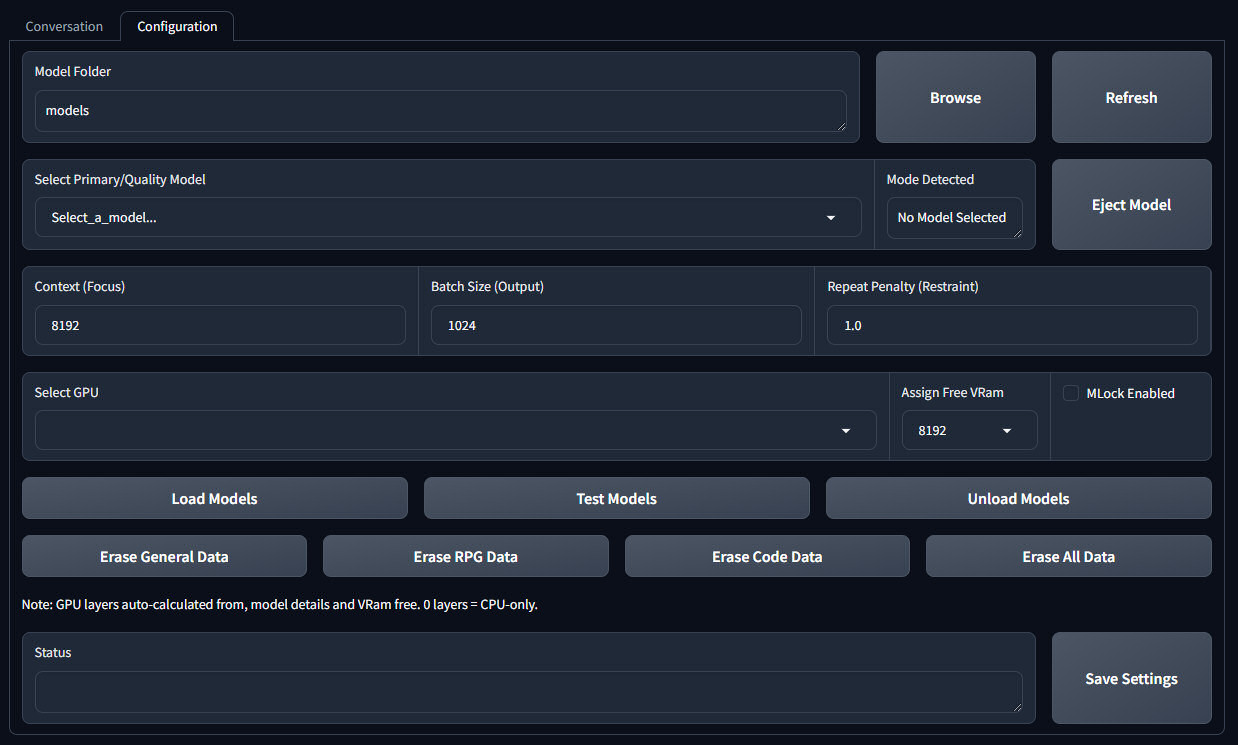 Conversation
Configuration
Model Folder
models
Browse
Refresh
Select Primary/Quality Model
Select_a_model...
Mode Detected
No Model Selected
Eject Model
Context (Focus)
8192
Batch Size (Output)
1024
Repeat Penalty (Restraint)
1.0
Select GPU
Assign Free VRam
8192
MLock Enabled
Load Models
Test Models
Unload Models
Erase General Data
Erase RPG Data
Erase Code Data
Erase All Data
Note: GPU layers auto-calculated from, model details and VRam free. 0 layers = CPU-only.
Status
Save Settings